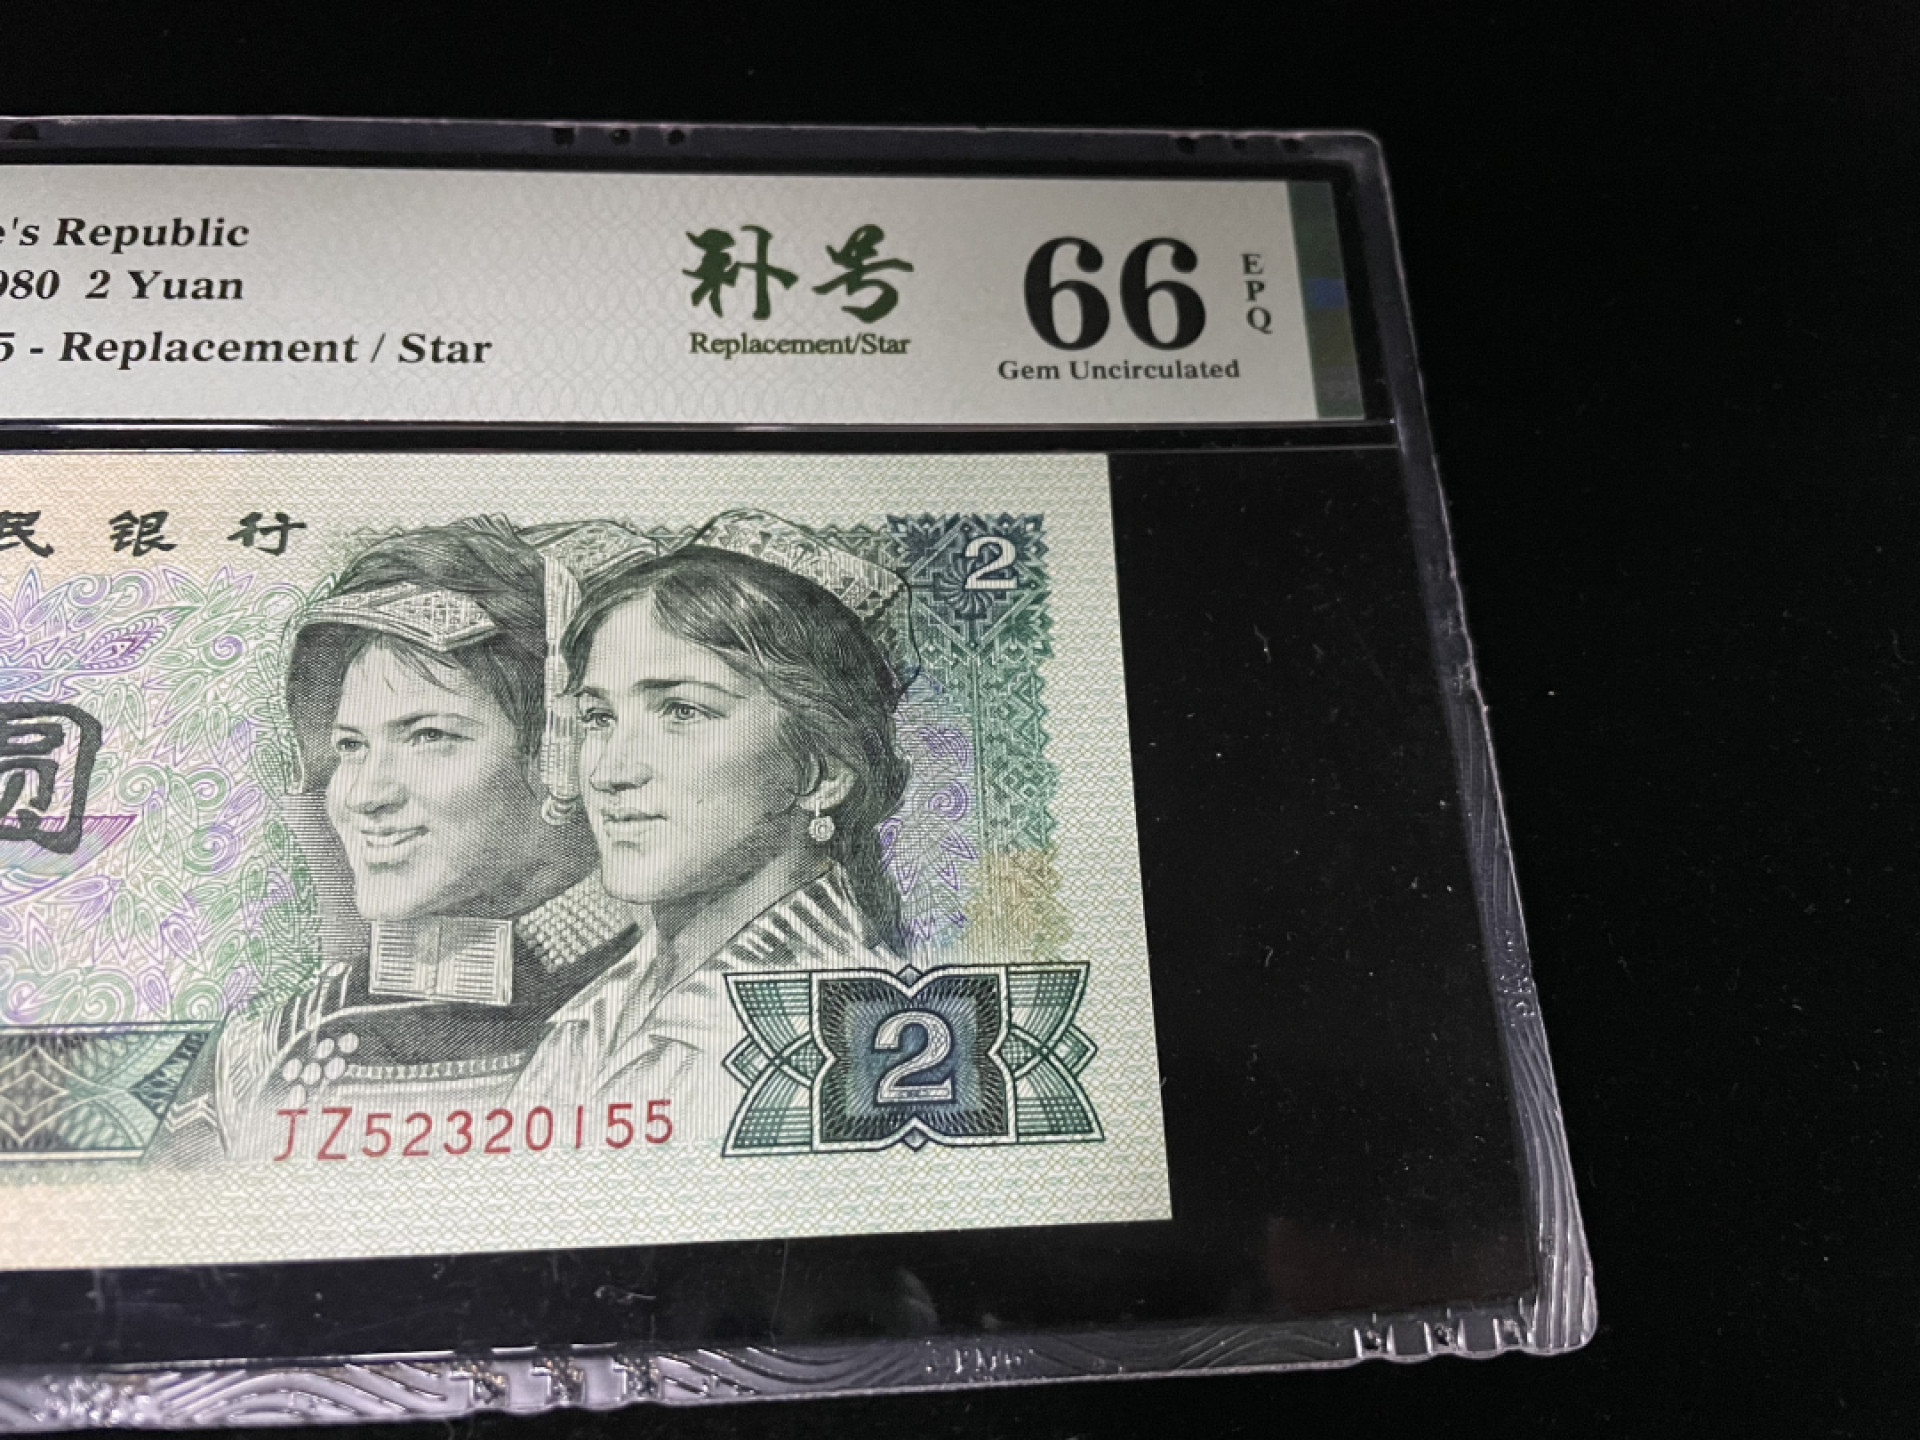 e's Republic
980 2 Yuan
5 - Replacement / Star
补号
Replacement/Star
66
EPQ
Gem Uncirculated
民银行
2
圆
2
JZ52320155